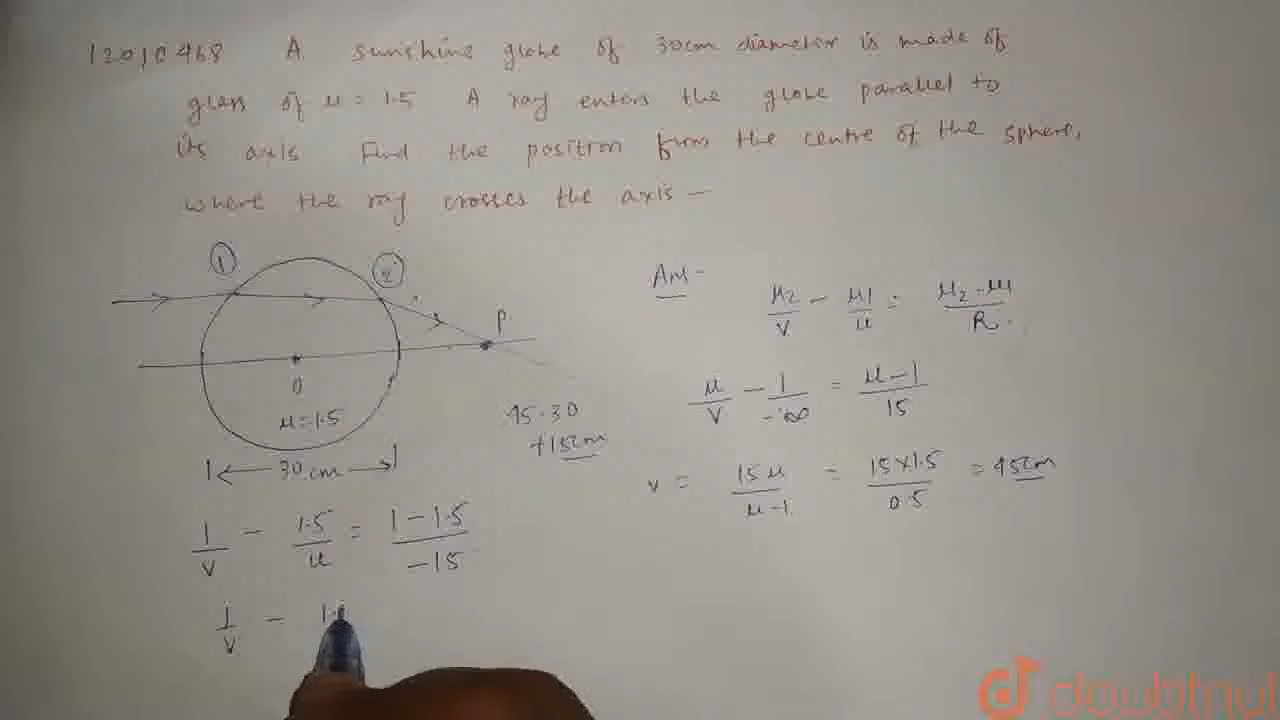 12010468 A sunshine globe of 30cm diameter is made of
glass of μ = 1.5 A ray enters the globe parallel to
its axis Find the position from the centre of the sphere,
where the ray crosses the axis -
1
2
P
O
μ = 1.5
30 cm
45-30
+15cm
Ans -
μ2/v - μ1/u = μ2-μ1/R.
μ/v - 1/-∞ = μ-1/15
v = 15μ/μ-1 = 15×1.5/0.5 = 45cm
1/v - 1.5/u = 1-1.5/-15
1/v -
doubtnut